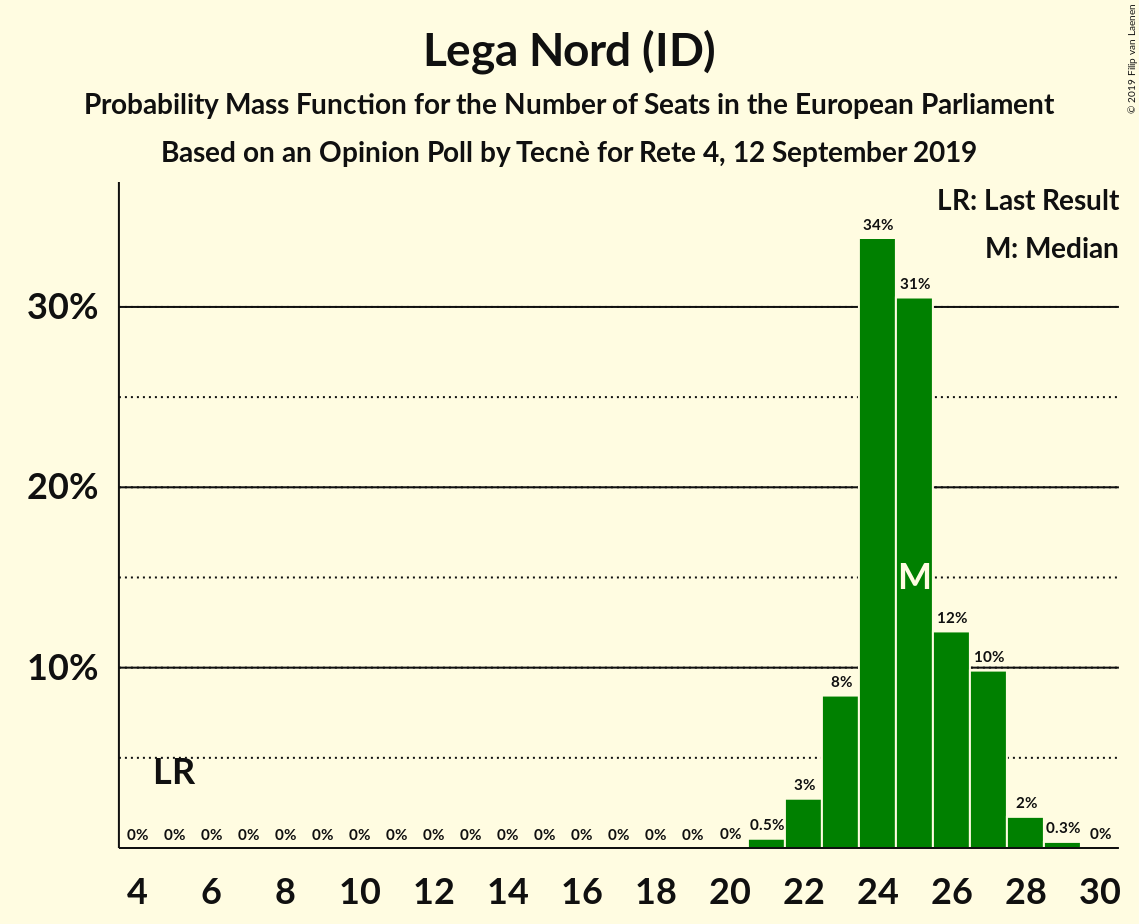 Lega Nord (ID)
Probability Mass Function for the Number of Seats in the European Parliament
Based on an Opinion Poll by Tecnè for Rete 4, 12 September 2019
© 2019 Filip van Laenen
LR: Last Result
M: Median
34%
31%
30%
20%
M
12%
10%
10%
8%
LR
3%
2%
0% 0% 0% 0% 0% 0% 0% 0% 0% 0% 0% 0% 0% 0% 0% 0% 0% 0.5% 0.3% 0%
4 6 8 10 12 14 16 18 20 22 24 26 28 30